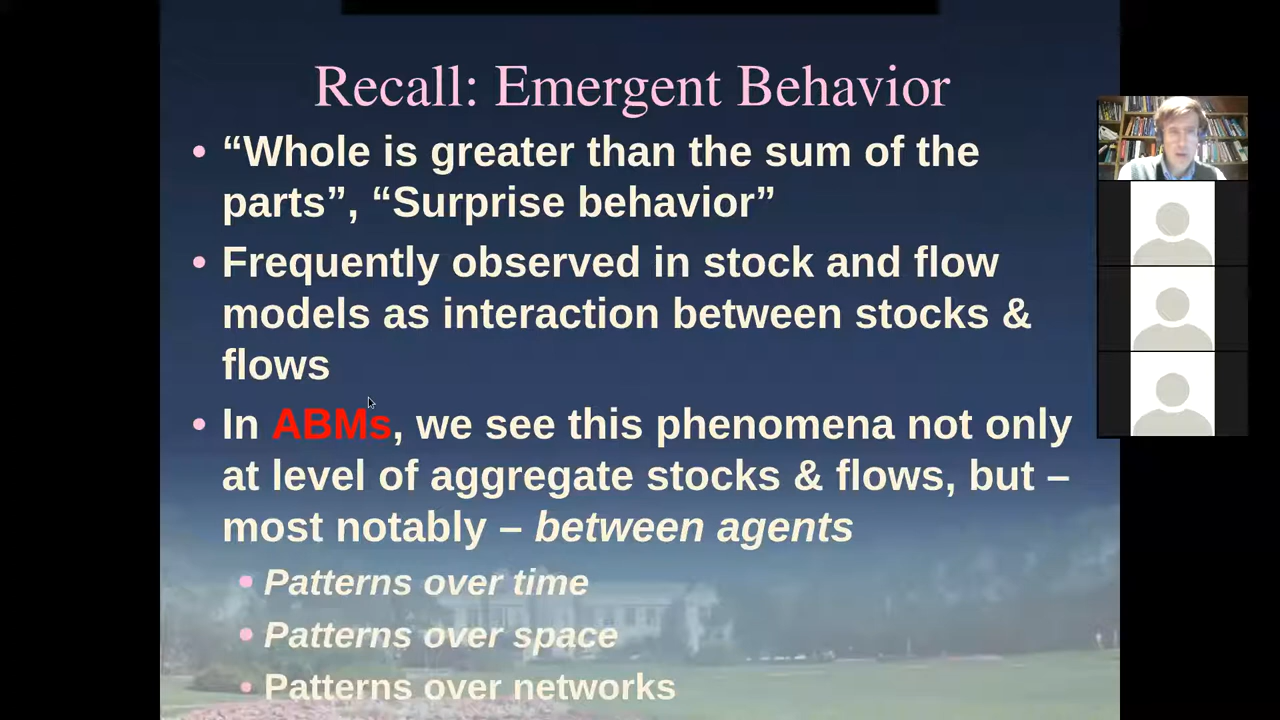 Recall: Emergent Behavior
• “Whole is greater than the sum of the
parts”, “Surprise behavior”
• Frequently observed in stock and flow
models as interaction between stocks &
flows
• In ABMs, we see this phenomena not only
at level of aggregate stocks & flows, but –
most notably – between agents
• Patterns over time
• Patterns over space
• Patterns over networks